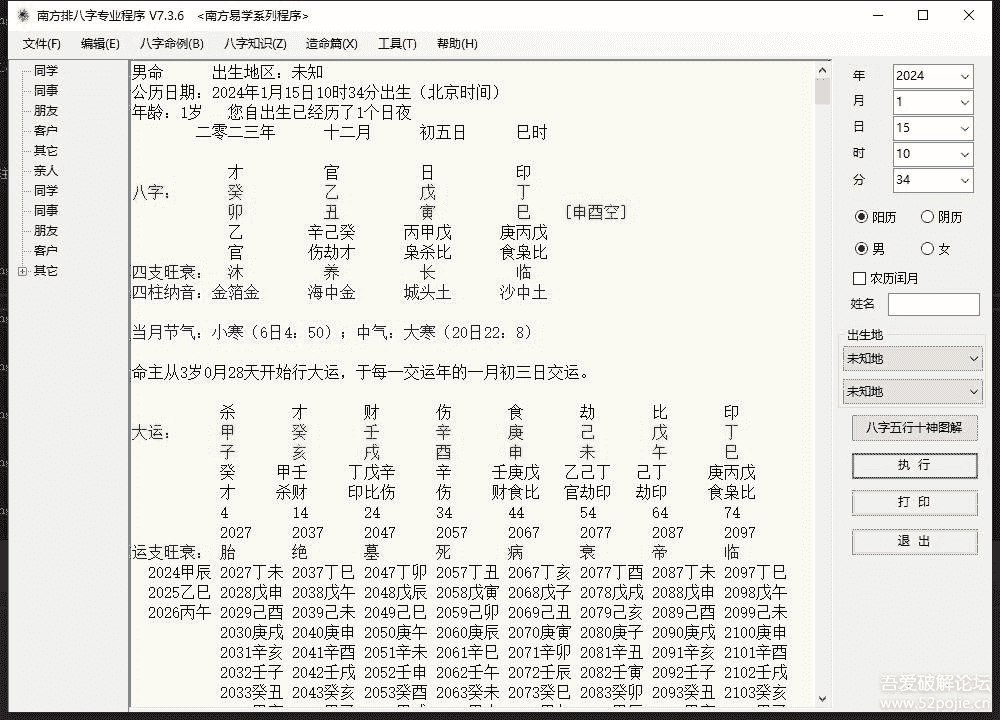 南方排八字专业程序 V7.3.6 <南方易学系列程序>
文件(F) 编辑(E) 八字命例(B) 八字知识(Z) 造命篇(X) 工具(T) 帮助(H)
同学
同事
朋友
客户
其它
亲人
同学
同事
朋友
客户
其它
男命 出生地区：未知
公历日期：2024年1月15日10时34分出生（北京时间）
年龄：1岁 您自出生已经历了1个日夜
二零二三年 十二月 初五日 巳时
才 官 日 印
八字： 癸 乙 戊 丁
卯 丑 寅 巳 [申酉空]
乙 辛己癸 丙甲戊 庚丙戊
官 伤劫才 枭杀比 食枭比
四支旺衰： 沐 养 长 临
四柱纳音：金箔金 海中金 城头土 沙中土
当月节气：小寒（6日4：50）；中气：大寒（20日22：8）
命主从3岁0月28天开始行大运，于每一交运年的一月初三日交运。
杀 才 财 伤 食 劫 比 印
大运： 甲 癸 壬 辛 庚 己 戊 丁
子 亥 戌 酉 申 未 午 巳
癸 甲壬 丁戊辛 辛 壬庚戊 乙己丁 己丁 庚丙戊
才 杀财 印比伤 伤 财食比 官劫印 劫印 食枭比
4 14 24 34 44 54 64 74
2027 2037 2047 2057 2067 2077 2087 2097
运支旺衰： 胎 绝 墓 死 病 衰 帝 临
2024甲辰 2027丁未 2037丁巳 2047丁卯 2057丁丑 2067丁亥 2077丁酉 2087丁未 2097丁巳
2025乙巳 2028戊申 2038戊午 2048戊辰 2058戊寅 2068戊子 2078戊戌 2088戊申 2098戊午
2026丙午 2029己酉 2039己未 2049己巳 2059己卯 2069己丑 2079己亥 2089己酉 2099己未
2030庚戌 2040庚申 2050庚午 2060庚辰 2070庚寅 2080庚子 2090庚戌 2100庚申
2031辛亥 2041辛酉 2051辛未 2061辛巳 2071辛卯 2081辛丑 2091辛亥 2101辛酉
2032壬子 2042壬戌 2052壬申 2062壬午 2072壬辰 2082壬寅 2092壬子 2102壬戌
2033癸丑 2043癸亥 2053癸酉 2063癸未 2073癸巳 2083癸卯 2093癸丑 2103癸亥
年 2024
月 1
日 15
时 10
分 34
阳历 阴历
男 女
农历闰月
姓名
出生地
未知地
未知地
八字五行十神图解
执 行
打 印
退 出
吾爱破解论坛
www.52pojie.cn